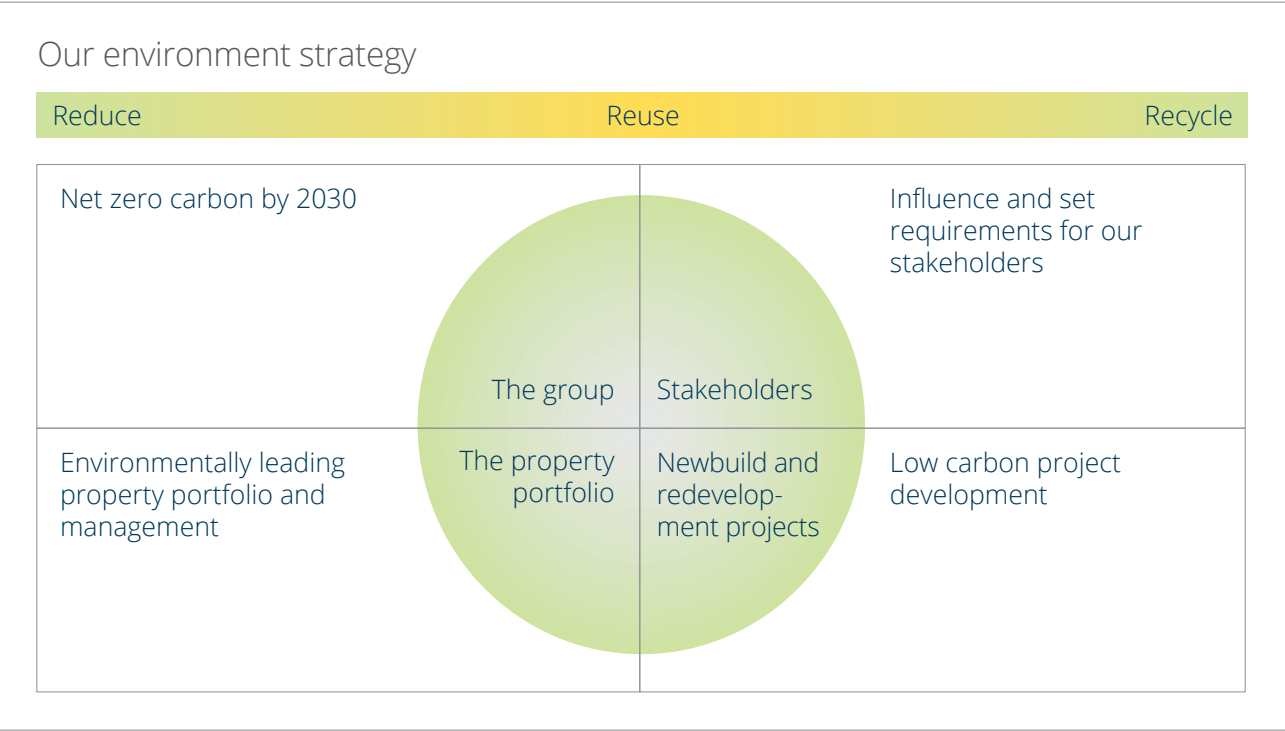 Our environment strategy
Reduce
Reuse
Recycle
Net zero carbon by 2030
The group
Stakeholders
Influence and set
requirements for our
stakeholders
Environmentally leading
property portfolio and
management
The property
portfolio
Newbuild and
redevelop-
ment projects
Low carbon project
development